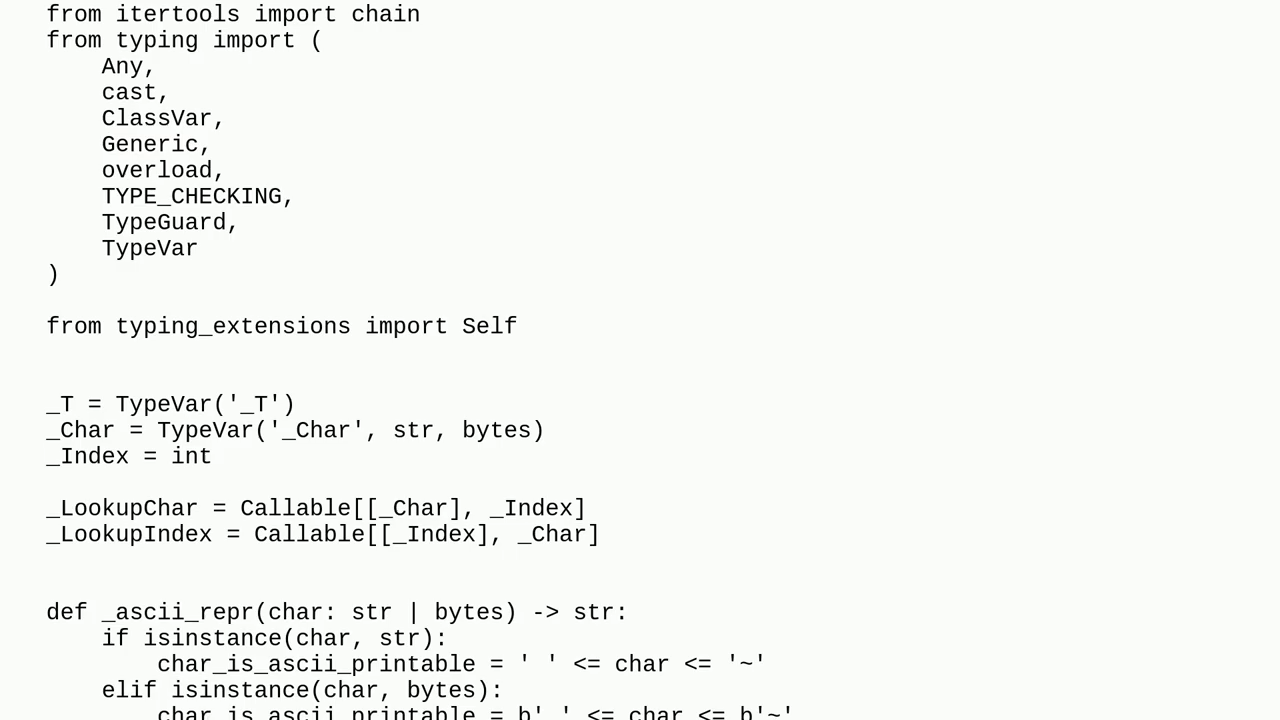 from itertools import chain
from typing import (
    Any,
    cast,
    ClassVar,
    Generic,
    overload,
    TYPE_CHECKING,
    TypeGuard,
    TypeVar
)

from typing_extensions import Self


_T = TypeVar('_T')
_Char = TypeVar('_Char', str, bytes)
_Index = int

_LookupChar = Callable[[_Char], _Index]
_LookupIndex = Callable[[_Index], _Char]


def _ascii_repr(char: str | bytes) -> str:
    if isinstance(char, str):
        char_is_ascii_printable = ' ' <= char <= '~'
    elif isinstance(char, bytes):
        char_is_ascii_printable = b' ' <= char <= b'~'